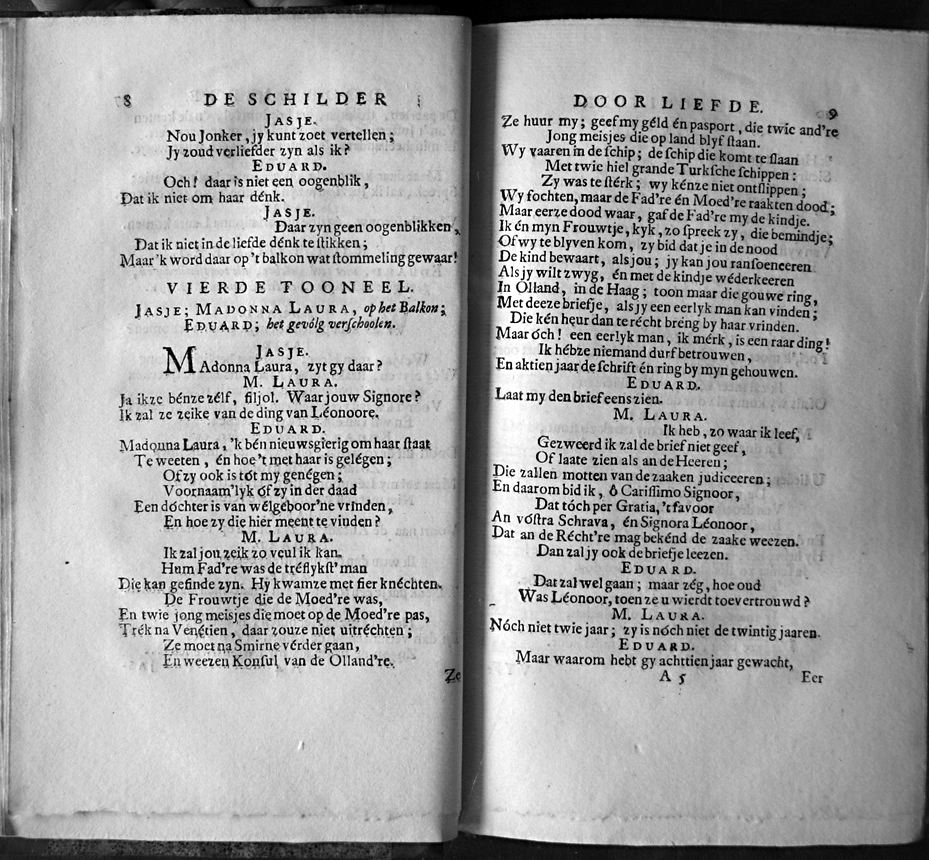 8 DE SCHILDER
JASJE.
Nou Jonker, jy kunt zoet vertellen;
Jy zoud verliefder zyn als ik?
EDUARD.
Och! daar is niet een oogenblik,
Dat ik niet om haar dénk.
JASJE.
Daar zyn geen oogenblikken,
Dat ik niet in de liefde dénk te ſtikken;
Maar 'k word daar op 't balkon wat ſtommeling gewaar!
VIERDE TOONEEL.
JASJE; MADONNA LAURA, op het Balkon;
EDUARD; het gevólg verſchoolen.
JASJE.
MAdonna Laura, zyt gy daar?
M. LAURA.
Ja ikze bénze zélf, filjol. Waar jouw Signore?
Ik zal ze zeike van de ding van Léonoore.
EDUARD.
Madonna Laura, 'k bén nieuwsgierig om haar ſtaat
Te weeten, én hoe 't met haar is gelégen;
Of zy ook is tót my genégen;
Voornaam'lyk óf zy in der daad
Een dóchter is van wélgeboor'ne vrinden,
En hoe zy die hier meent te vinden?
M. LAURA.
Ik zal jou zeik zo veul ik kan.
Hum Fad're was de tréflykſt' man
Die kan gefinde zyn. Hy kwamze met fier knéchten.
De Frouwtje die de Moed're was,
En twie jong meisjes die moet op de Moed're pas,
Trék na Venétien, daar zouze niet uitréchten;
Ze moet na Smirne vérder gaan,
En weezen Konſul van de Olland're.
Ze
DOOR LIEFDE. 9
Ze huur my; geef my géld én pasport, die twie and're
Jong meisjes die op land blyf ſtaan.
Wy vaaren in de ſchip; de ſchip die komt te ſlaan
Met twie hiel grande Turkſche ſchippen:
Zy was te ſtérk; wy kénze niet ontſlippen;
Wy fochten, maar de Fad're én Moed're raakten dood;
Maar eerze dood waar, gaf de Fad're my de kindje.
Ik én myn Frouwtje, kyk, zo ſpreek zy, die bemindje;
Of wy te blyven kom, zy bid dat je in de nood
De kind bewaart, als jou; jy kan jou ranſoeneeren
Als jy wilt zwyg, én met de kindje wéderkeeren
In Olland, in de Haag; toon maar die gouwe ring,
Met deeze briefje, als jy een eerlyk man kan vinden;
Die kén heur dan te récht bréng by haar vrinden.
Maar óch! een eerlyk man, ik mérk, is een raar ding!
Ik hébze niemand durf betrouwen,
En aktien jaar de ſchrift én ring by myn gehouwen.
EDUARD.
Laat my den brief eens zien.
M. LAURA.
Ik heb, zo waar ik leef,
Gezweerd ik zal de brief niet geef,
Of laate zien als an de Heeren;
Die zallen motten van de zaaken judiceeren;
En daarom bid ik, ô Cariſſimo Signoor,
Dat tóch per Gratia, 't favoor
An vóſtra Schrava, én Signora Léonoor,
Dat an de Récht're mag bekénd de zaake weezen.
Dan zal jy ook de briefje leezen.
EDUARD.
Dat zal wel gaan; maar zég, hoe oud
Was Léonoor, toen ze u wierdt toevertrouwd?
M. LAURA.
Nóch niet twie jaar; zy is nóch niet de twintig jaaren.
EDUARD.
Maar waarom hebt gy achttien jaar gewacht,
A 5 Eer